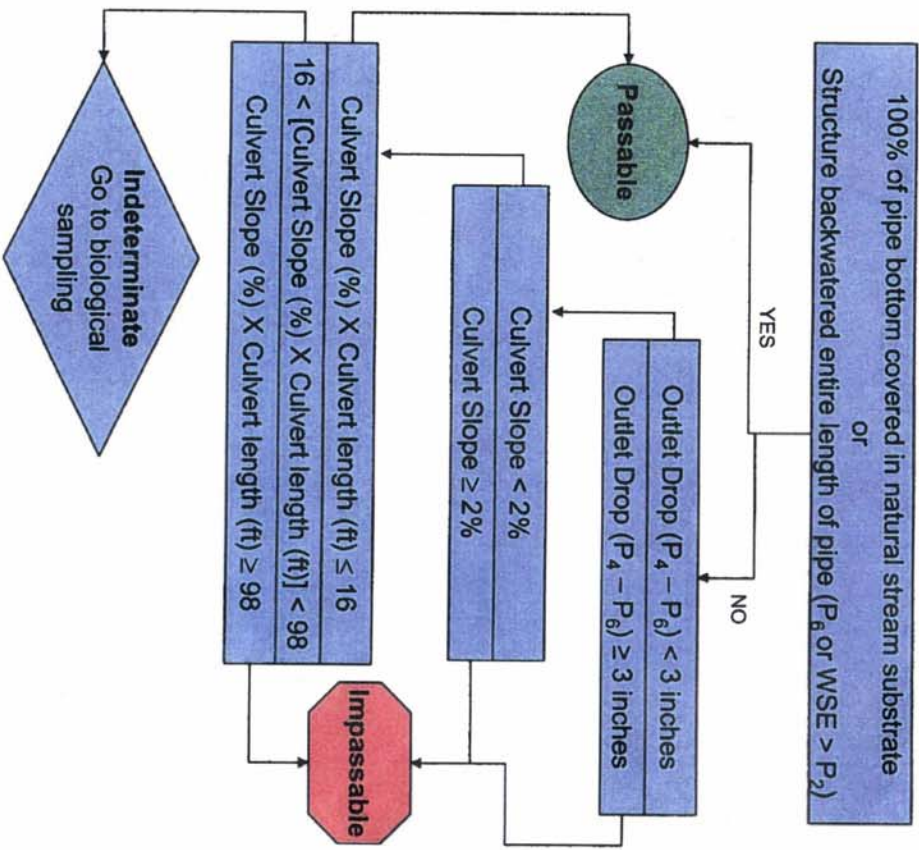 100% of pipe bottom covered in natural stream substrate
or
Structure backwatered entire length of pipe (P₆ or WSE > P₂)
YES
NO
Outlet Drop (P₄ – P₆) < 3 inches
Outlet Drop (P₄ – P₆) ≥ 3 inches
Culvert Slope < 2%
Culvert Slope ≥ 2%
Passable
Culvert Slope (%) X Culvert length (ft) ≤ 16
16 < [Culvert Slope (%) X Culvert length (ft)] < 98
Culvert Slope (%) X Culvert length (ft) ≥ 98
Impassable
Indeterminate
Go to biological
sampling